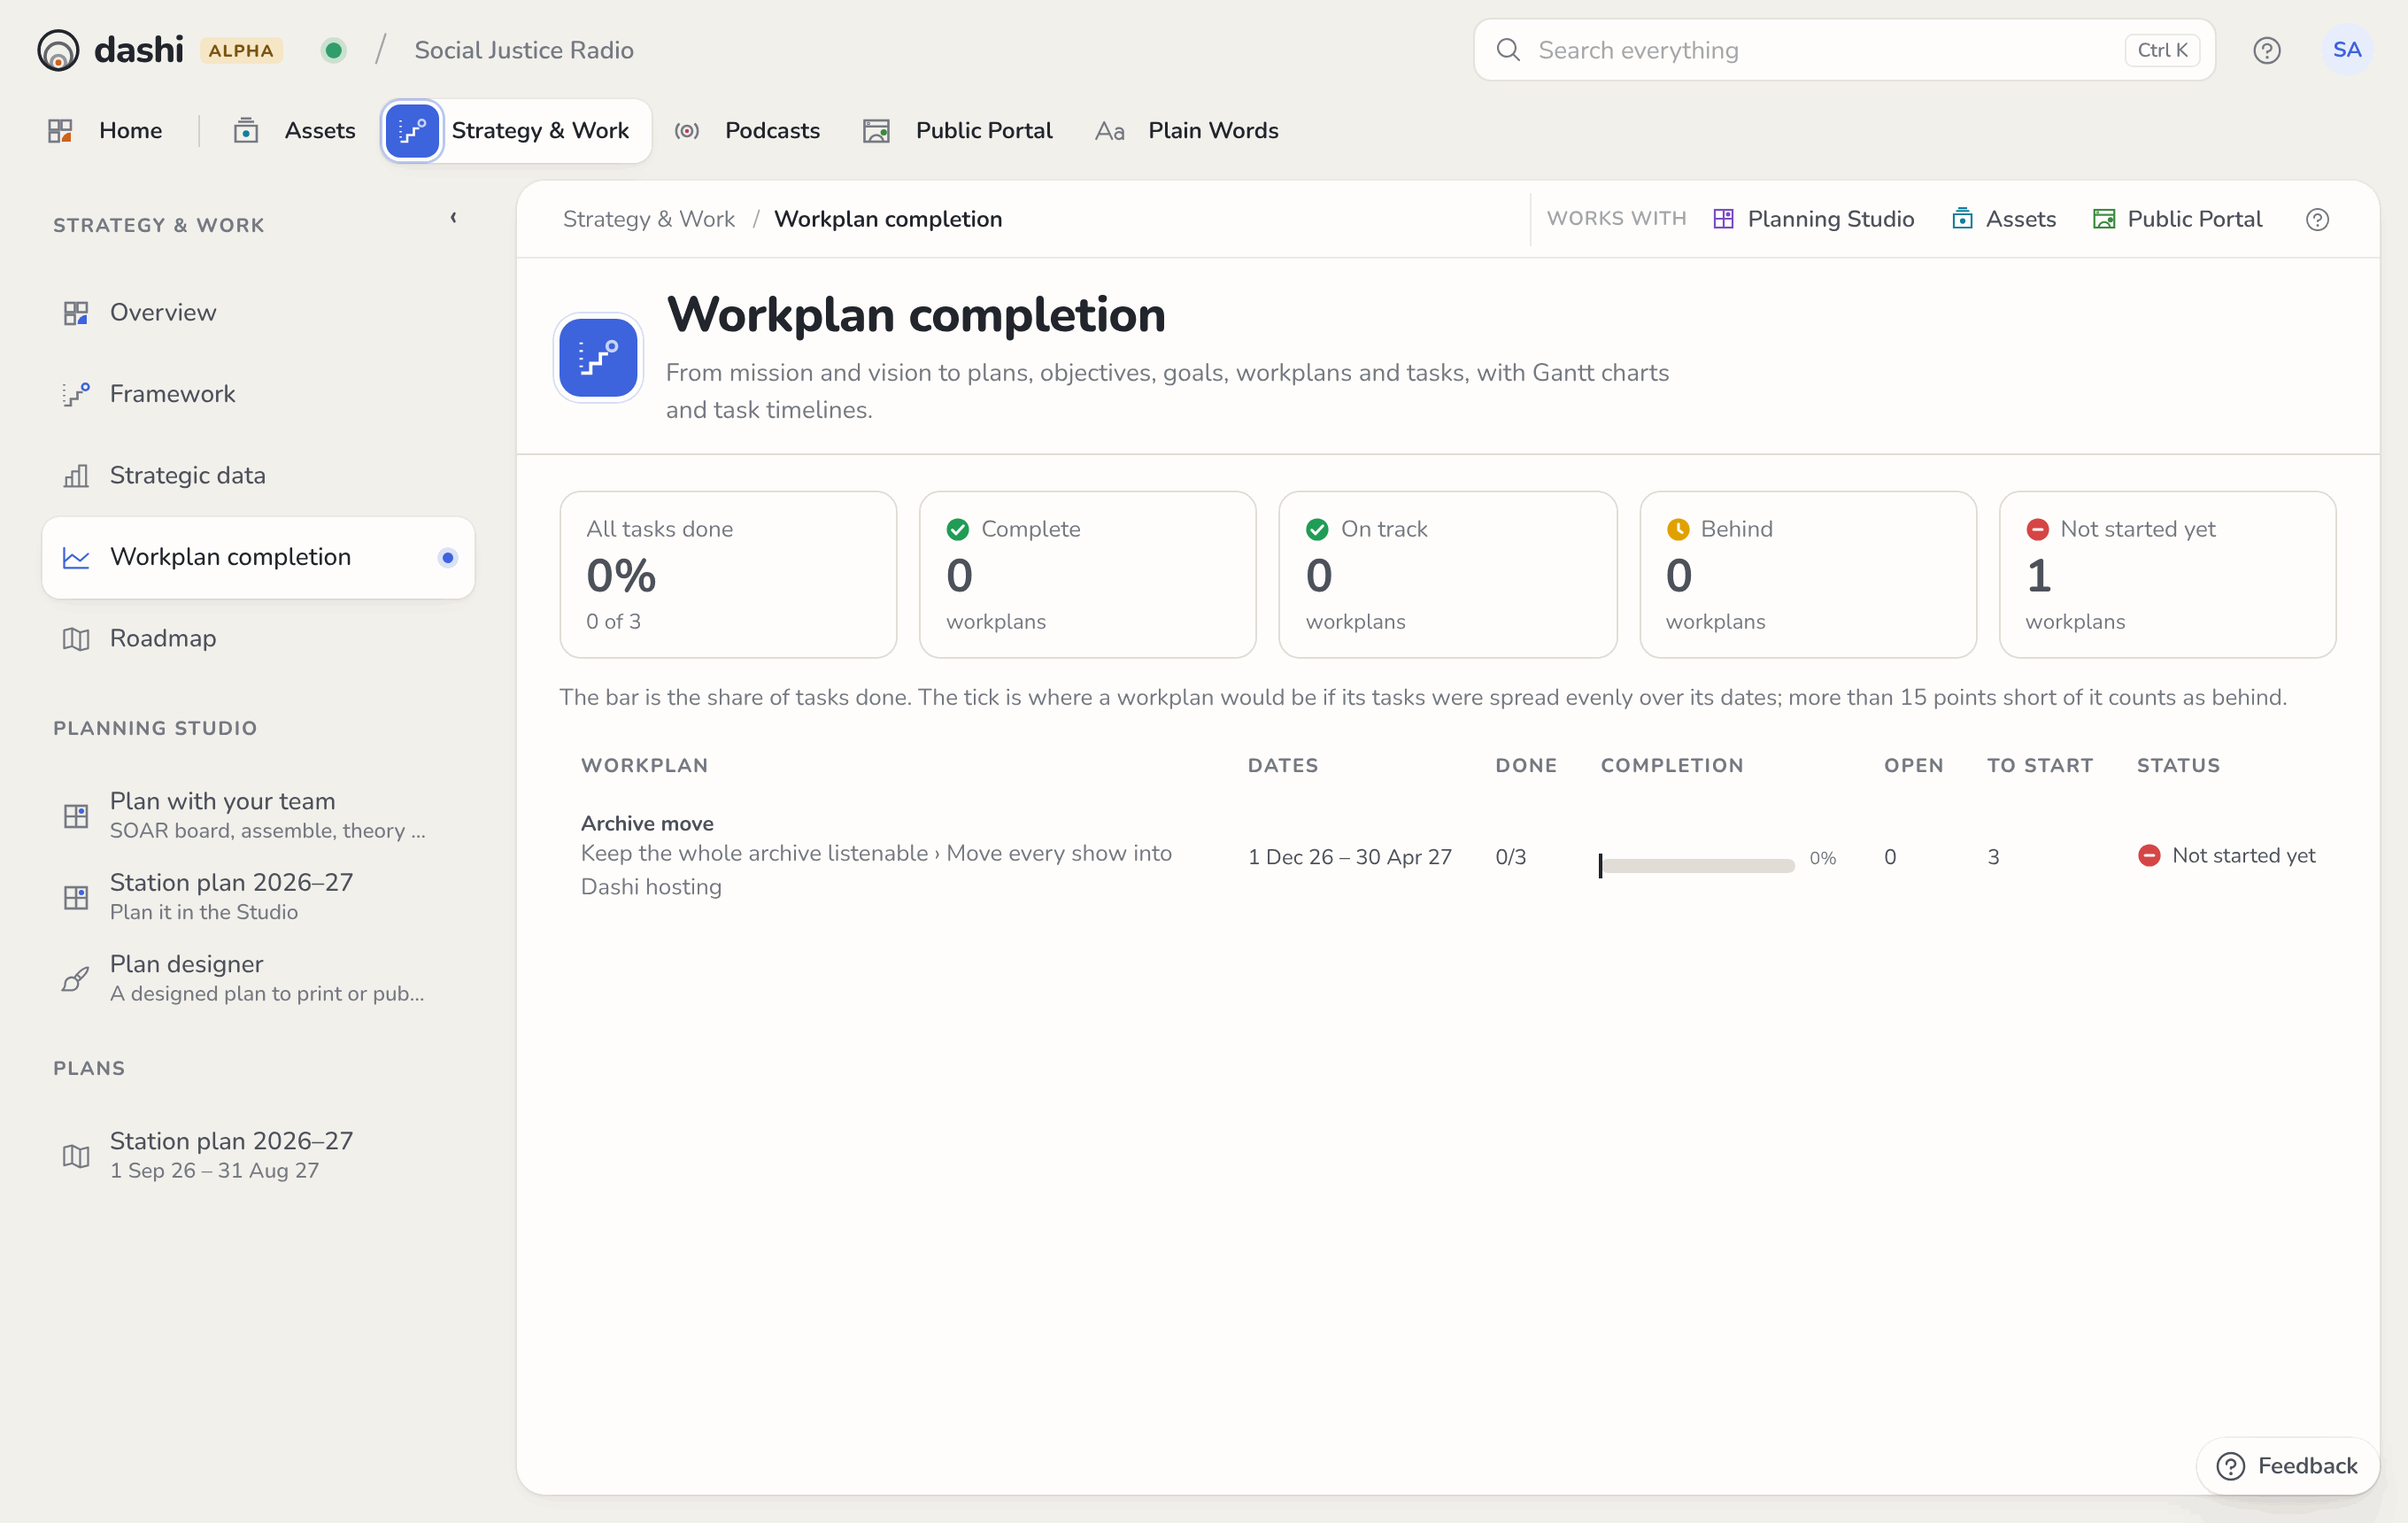 dashi ALPHA / Social Justice Radio
Search everything Ctrl K
SA
Home Assets Strategy & Work Podcasts Public Portal Aa Plain Words
STRATEGY & WORK
Overview
Framework
Strategic data
Workplan completion
Roadmap
PLANNING STUDIO
Plan with your team
SOAR board, assemble, theory ...
Station plan 2026–27
Plan it in the Studio
Plan designer
A designed plan to print or pub...
PLANS
Station plan 2026–27
1 Sep 26 – 31 Aug 27
Strategy & Work / Workplan completion
WORKS WITH Planning Studio Assets Public Portal
Workplan completion
From mission and vision to plans, objectives, goals, workplans and tasks, with Gantt charts
and task timelines.
All tasks done
0%
0 of 3
Complete
0
workplans
On track
0
workplans
Behind
0
workplans
Not started yet
1
workplans
The bar is the share of tasks done. The tick is where a workplan would be if its tasks were spread evenly over its dates; more than 15 points short of it counts as behind.
WORKPLAN DATES DONE COMPLETION OPEN TO START STATUS
Archive move
Keep the whole archive listenable › Move every show into
Dashi hosting
1 Dec 26 – 30 Apr 27 0/3 0% 0 3 Not started yet
Feedback